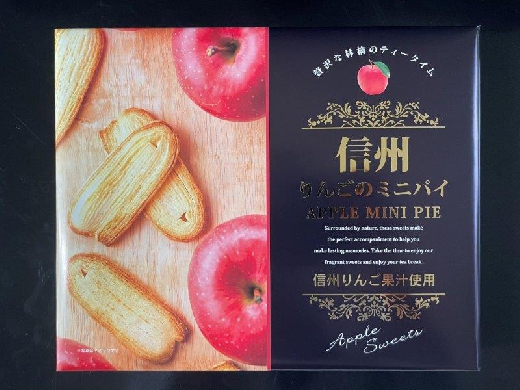 贅沢な林檎のティータイム
信州
りんごのミニパイ
APPLE MINI PIE
Surrounded by nature, these sweets make
the perfect accompaniment to help you
make lasting memories. Take the time to enjoy our
fragrant sweets and enjoy your tea break.
信州りんご果汁使用
Apple
Sweets